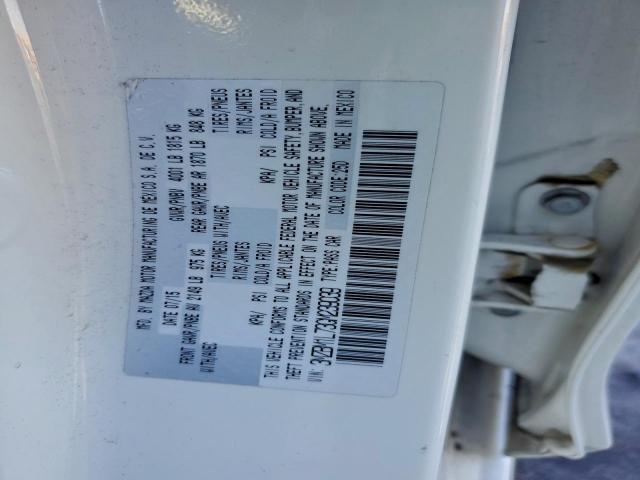 MFD. BY MAZDA MOTOR MANUFACTURING DE MEXICO S.A. DE C.V.
DATE 07/15 GVWR/PNBV 4001 LB 1815 KG
FRONT GAWR/PNBE AV 2149 LB 975 KG REAR GAWR/PNBE AR 1870 LB 848 KG
WITH/AVEC TIRES/PNEUS WITH/AVEC TIRES/PNEUS
RIMS/JANTES RIMS/JANTES
KPA/ PSI COLD/A FROID KPA/ PSI COLD/A FROID
THIS VEHICLE CONFORMS TO ALL APPLICABLE FEDERAL MOTOR VEHICLE SAFETY, BUMPER, AND
THEFT PREVENTION STANDARDS IN EFFECT ON THE DATE OF MANUFACTURE SHOWN ABOVE.
VIN: TYPE:PASS CAR COLOR CODE:25D MADE IN MEXICO